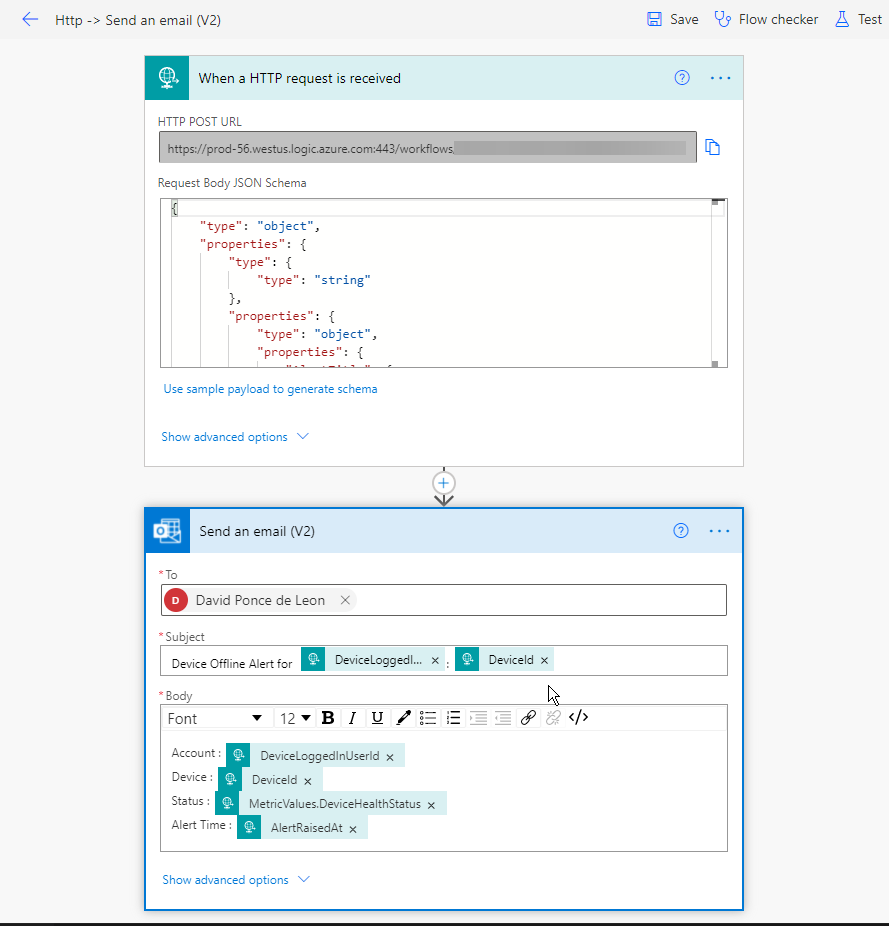 Http -> Send an email (V2) Save Flow checker Test
When a HTTP request is received
HTTP POST URL
https://prod-56.westus.logic.azure.com:443/workflows,
Request Body JSON Schema
{
"type": "object",
"properties": {
"type": {
"type": "string"
},
"properties": {
"type": "object",
"properties": {
Use sample payload to generate schema
Show advanced options
Send an email (V2)
* To
D David Ponce de Leon ×
* Subject
Device Offline Alert for DeviceLoggedI... × : DeviceId ×
* Body
Font 12 B I U </>
Account : DeviceLoggedInUserId ×
Device : DeviceId ×
Status : MetricValues.DeviceHealthStatus ×
Alert Time : AlertRaisedAt ×
Show advanced options